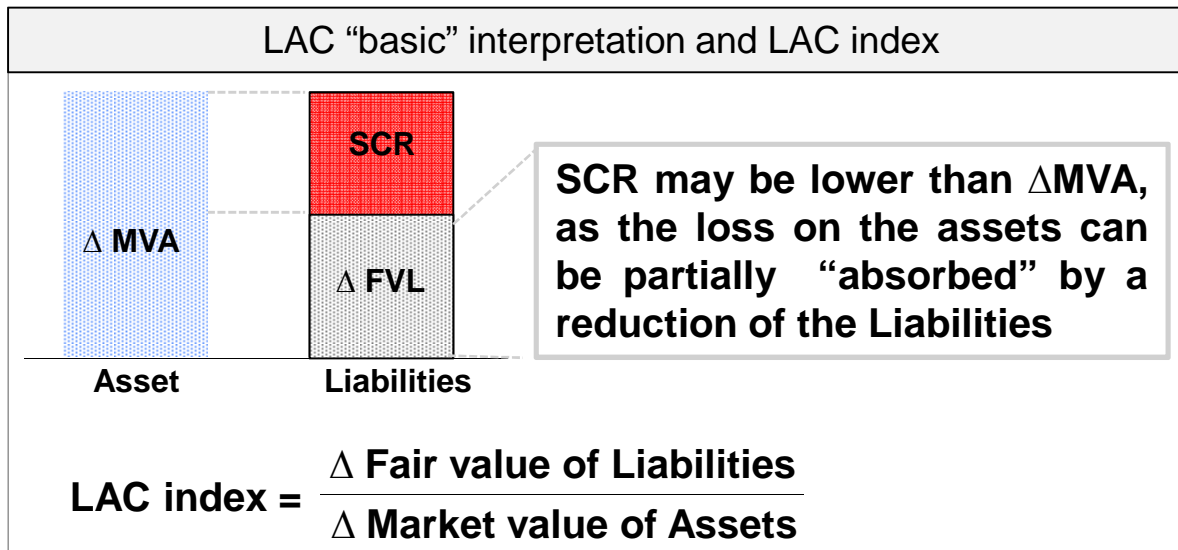 LAC “basic” interpretation and LAC index
SCR
∆ MVA
∆ FVL
Asset
Liabilities
SCR may be lower than ∆MVA,
as the loss on the assets can
be partially “absorbed” by a
reduction of the Liabilities
∆ Fair value of Liabilities
LAC index =
∆ Market value of Assets